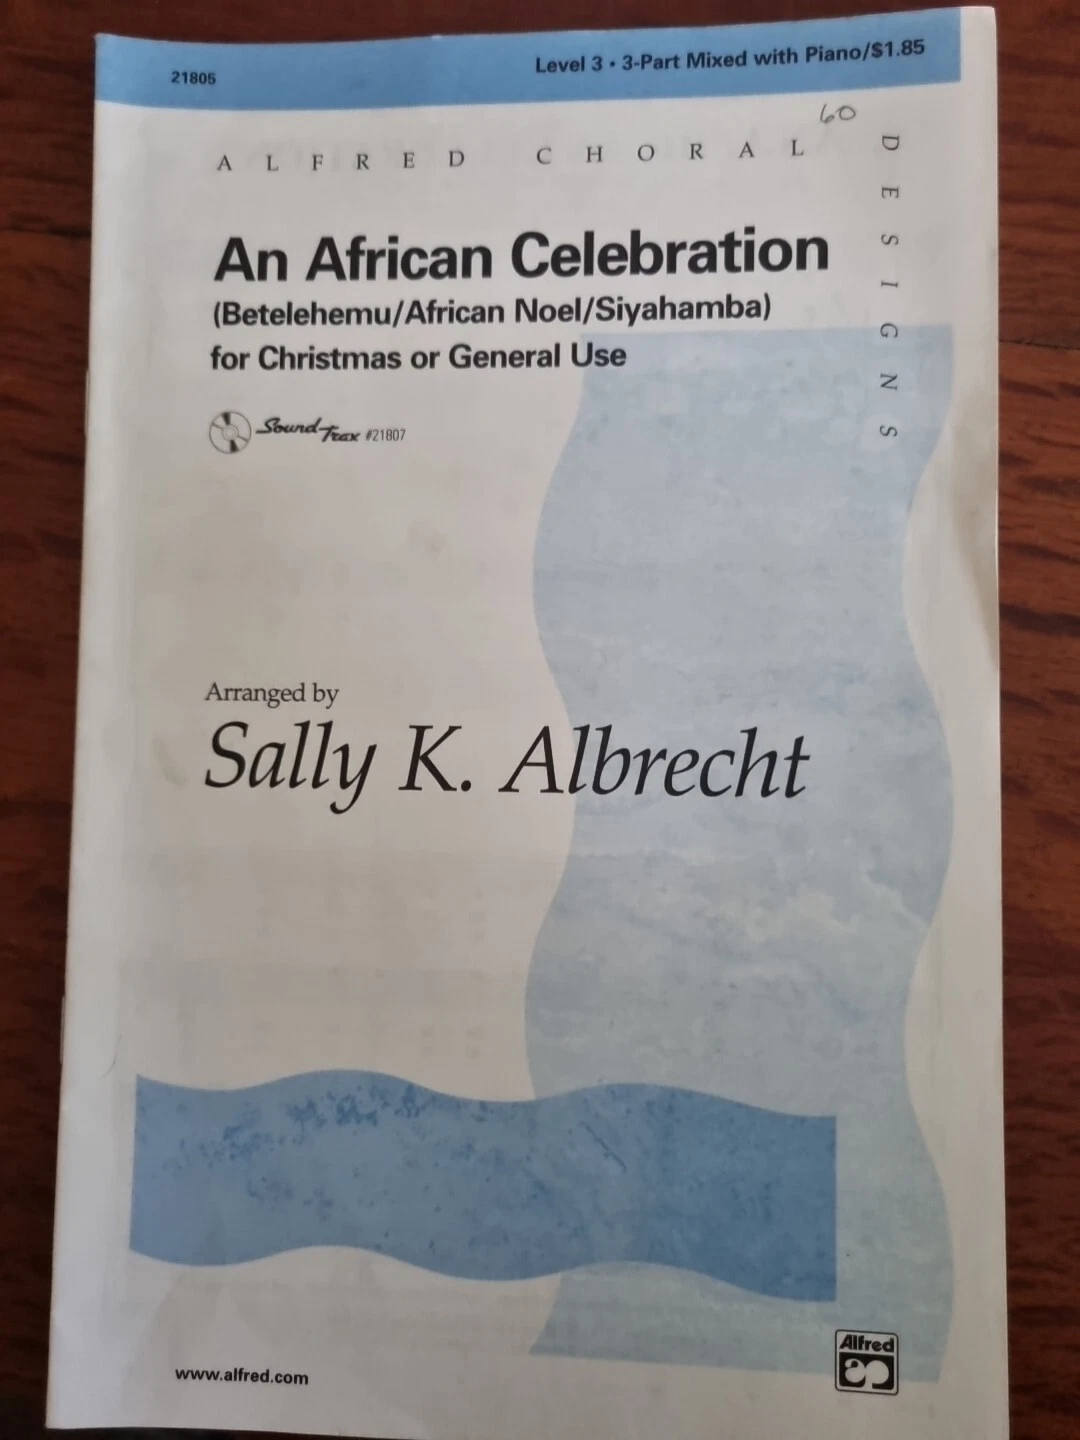 21805
Level 3 • 3-Part Mixed with Piano/$1.85
60
ALFRED CHORAL DESIGNS
An African Celebration
(Betelehemu/African Noel/Siyahamba)
for Christmas or General Use
SoundTrax #21807
Arranged by
Sally K. Albrecht
www.alfred.com
Alfred